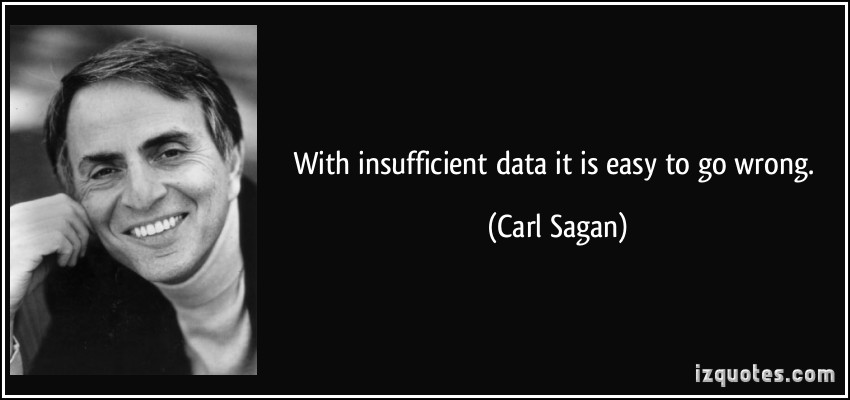 With insufficient data it is easy to go wrong.
(Carl Sagan)
izquotes.com